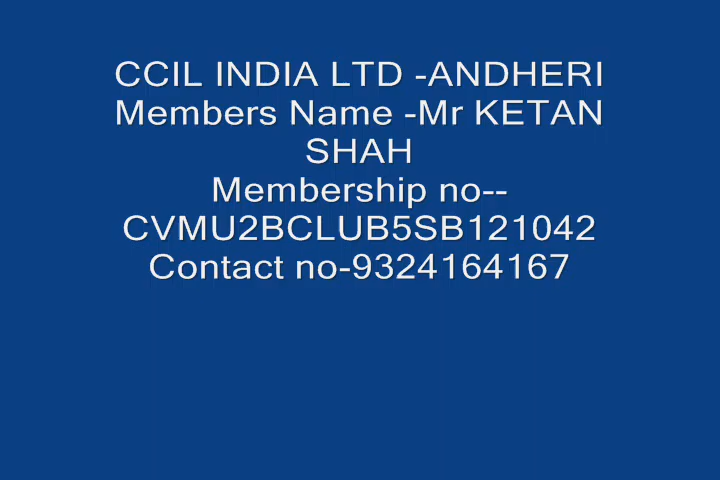 CCIL INDIA LTD -ANDHERI
Members Name -Mr KETAN
SHAH
Membership no--
CVMU2BCLUB5SB121042
Contact no-9324164167